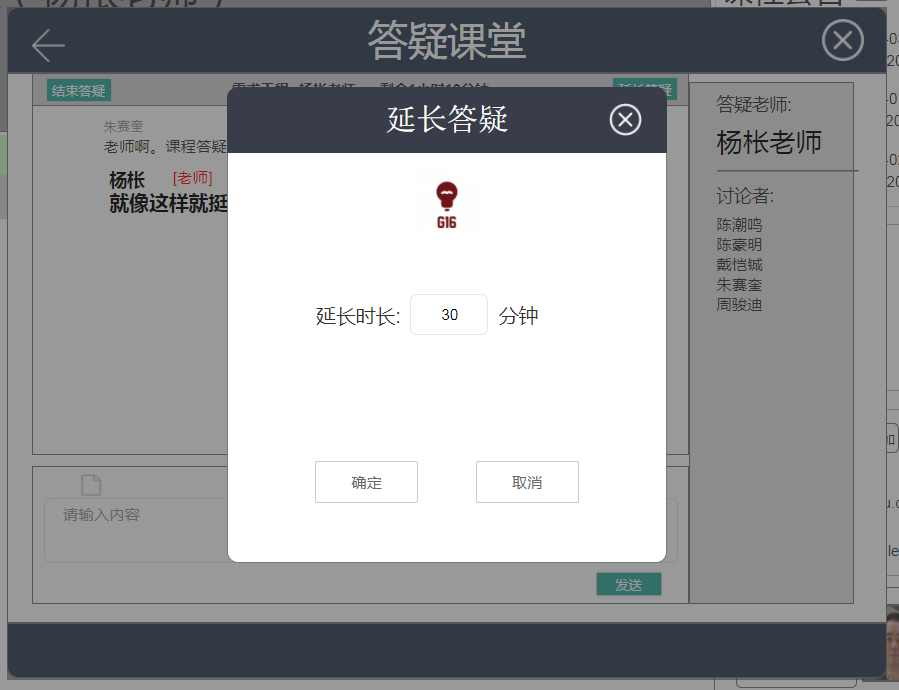 答疑课堂
结束答疑
延长答疑
朱赛奎
老师啊。课程答疑
杨枨 [老师]
就像这样就挺
延长答疑
G16
延长时长: 30 分钟
确定 取消
请输入内容
发送
答疑老师:
杨枨老师
讨论者:
陈潮鸣
陈豪明
戴恺铖
朱赛奎
周骏迪